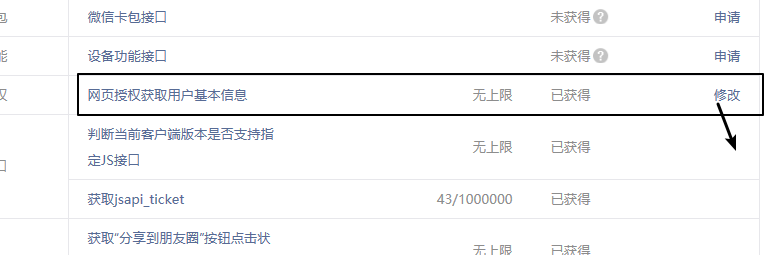 包
微信卡包接口 未获得 ? 申请
能
设备功能接口 未获得 ? 申请
权
网页授权获取用户基本信息 无上限 已获得 修改
判断当前客户端版本是否支持指
定JS接口 无上限 已获得
口
获取jsapi_ticket 43/1000000 已获得
获取“分享到朋友圈”按钮点击状
无上限 已获得